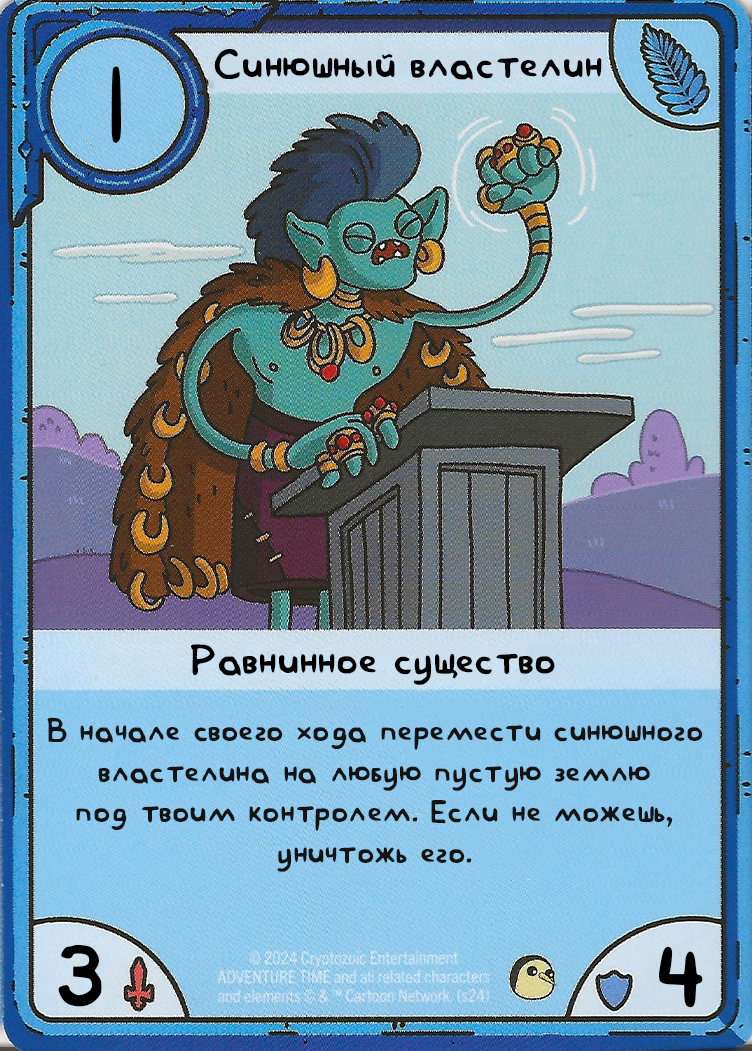 1
Синюшный властелин
Равнинное существо
В начале своего хода перемести синюшного
властелина на любую пустую землю
под твоим контролем. Если не можешь,
уничтожь его.
3
4
© 2024 Cryptozoic Entertainment
ADVENTURE TIME and all related characters
and elements © & ™ Cartoon Network. (s24)